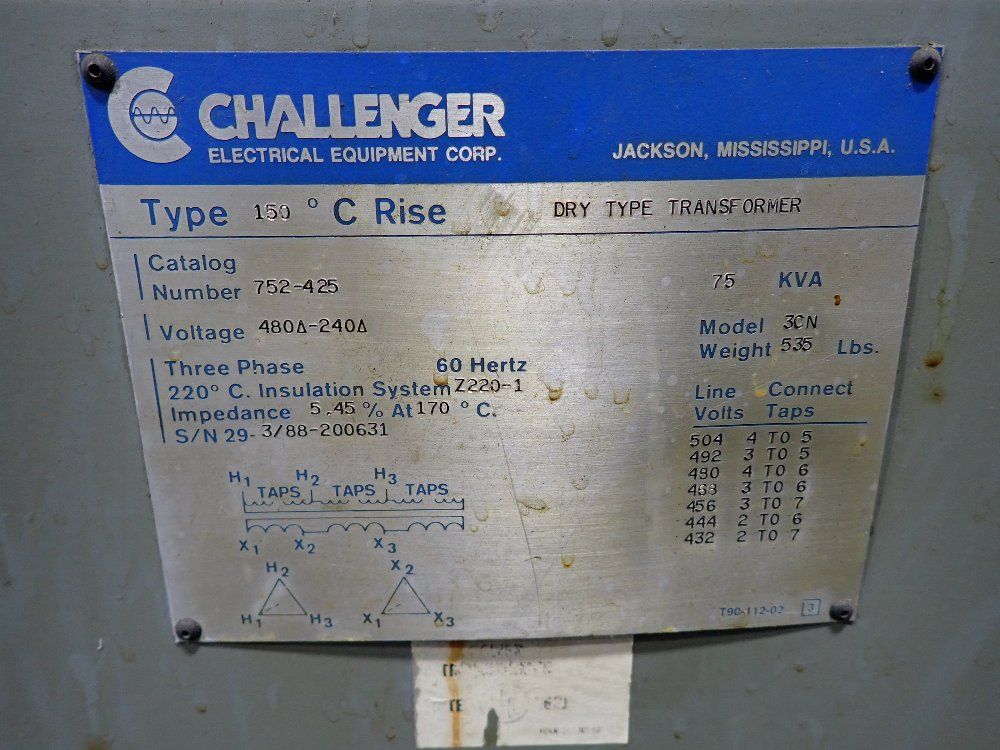 CHALLENGER
ELECTRICAL EQUIPMENT CORP.
JACKSON, MISSISSIPPI, U.S.A.
Type 150 ° C Rise DRY TYPE TRANSFORMER
Catalog
Number 752-425
75 KVA
Voltage 480Δ-240Δ
Model 3CN
Weight 535 Lbs.
Three Phase 60 Hertz
220° C. Insulation System Z220-1
Impedance 5.45 % At 170 ° C.
S/N 29- 3/88-200631
Line Connect
Volts Taps
504 4 TO 5
492 3 TO 5
480 4 TO 6
468 3 TO 6
456 3 TO 7
444 2 TO 6
432 2 TO 7
H1 H2 H3
TAPS TAPS TAPS
X1 X2 X3
H2 X2
H1 H3 X1 X3
T90-112-02 3